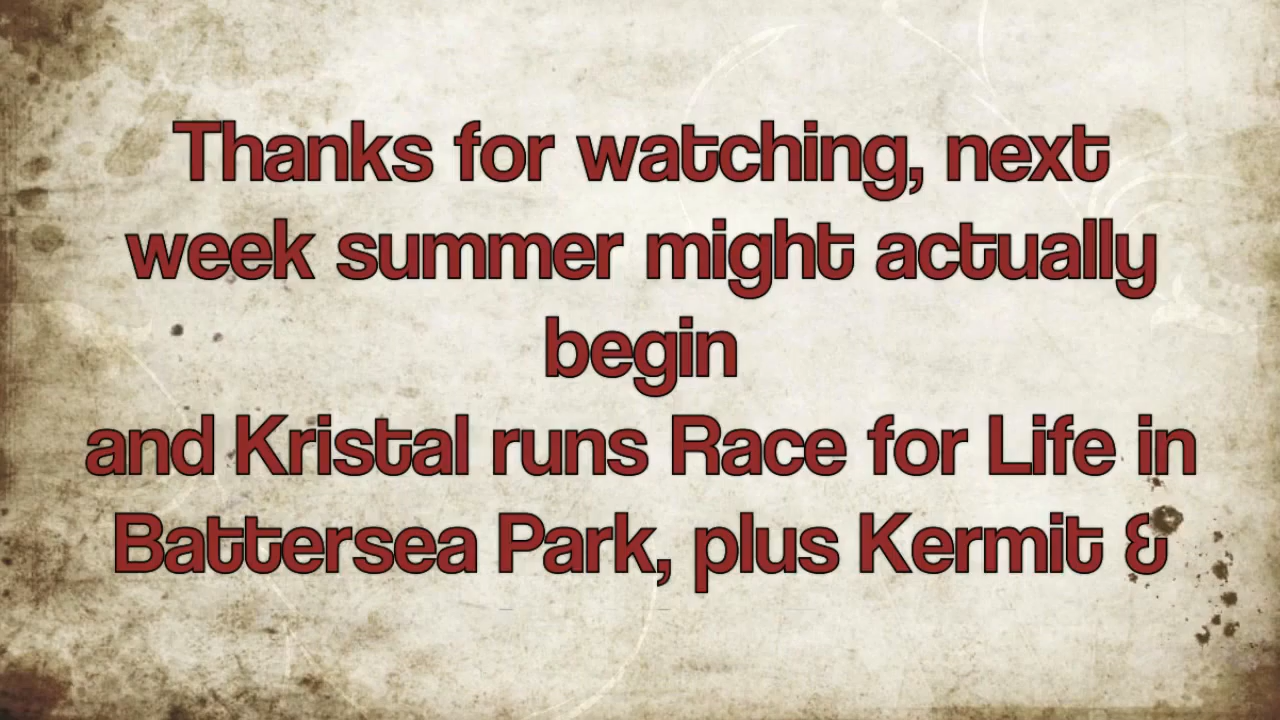 Thanks for watching, next
week summer might actually
begin
and Kristal runs Race for Life in
Battersea Park, plus Kermit &